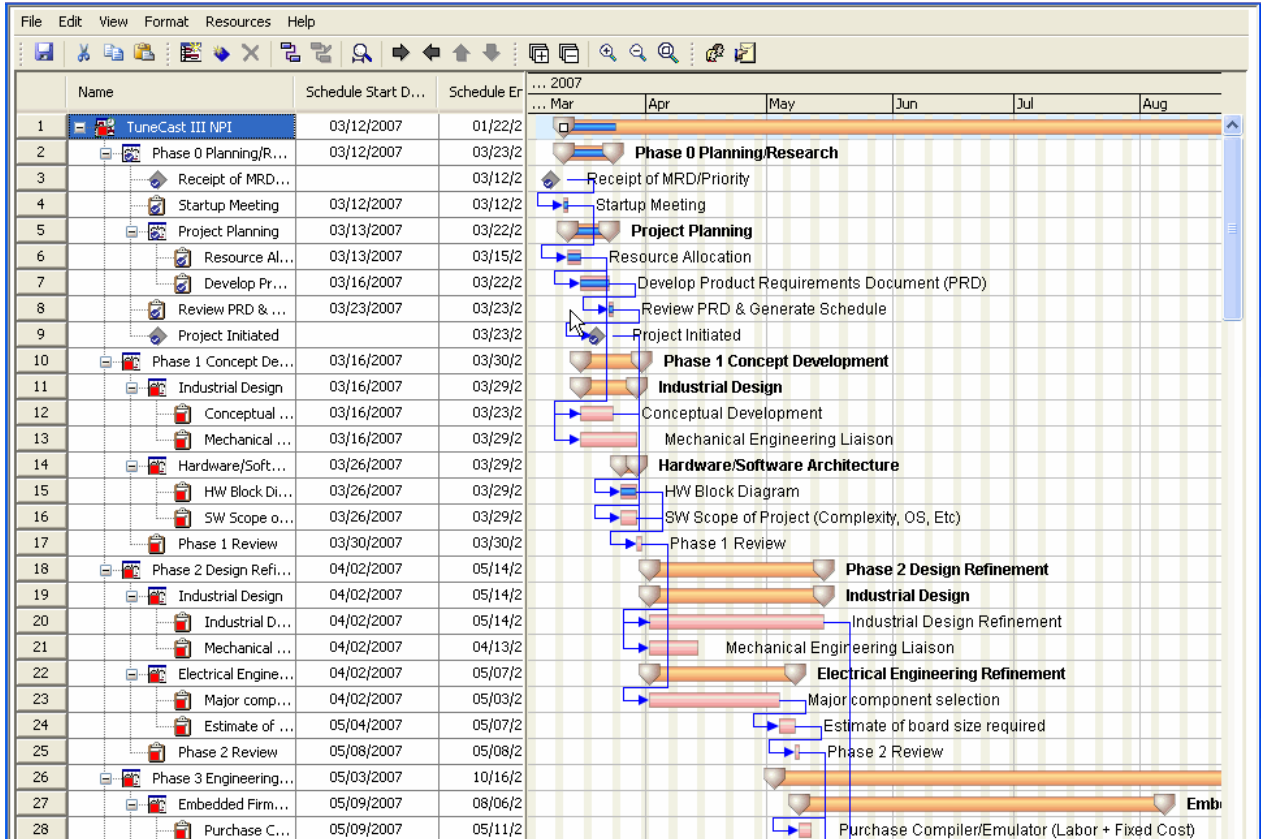 File Edit View Format Resources Help
Name Schedule Start D... Schedule Er ... 2007
... Mar Apr May Jun Jul Aug
1 TuneCast III NPI 03/12/2007 01/22/2
2 Phase 0 Planning/R... 03/12/2007 03/23/2 Phase 0 Planning/Research
3 Receipt of MRD... 03/12/2 Receipt of MRD/Priority
4 Startup Meeting 03/12/2007 03/12/2 Startup Meeting
5 Project Planning 03/13/2007 03/22/2 Project Planning
6 Resource Al... 03/13/2007 03/15/2 Resource Allocation
7 Develop Pr... 03/16/2007 03/22/2 Develop Product Requirements Document (PRD)
8 Review PRD & ... 03/23/2007 03/23/2 Review PRD & Generate Schedule
9 Project Initiated 03/23/2 Project Initiated
10 Phase 1 Concept De... 03/16/2007 03/30/2 Phase 1 Concept Development
11 Industrial Design 03/16/2007 03/29/2 Industrial Design
12 Conceptual ... 03/16/2007 03/23/2 Conceptual Development
13 Mechanical ... 03/16/2007 03/29/2 Mechanical Engineering Liaison
14 Hardware/Soft... 03/26/2007 03/29/2 Hardware/Software Architecture
15 HW Block Di... 03/26/2007 03/29/2 HW Block Diagram
16 SW Scope o... 03/26/2007 03/29/2 SW Scope of Project (Complexity, OS, Etc)
17 Phase 1 Review 03/30/2007 03/30/2 Phase 1 Review
18 Phase 2 Design Refi... 04/02/2007 05/14/2 Phase 2 Design Refinement
19 Industrial Design 04/02/2007 05/14/2 Industrial Design
20 Industrial D... 04/02/2007 05/14/2 Industrial Design Refinement
21 Mechanical ... 04/02/2007 04/13/2 Mechanical Engineering Liaison
22 Electrical Engine... 04/02/2007 05/07/2 Electrical Engineering Refinement
23 Major comp... 04/02/2007 05/03/2 Major component selection
24 Estimate of ... 05/04/2007 05/07/2 Estimate of board size required
25 Phase 2 Review 05/08/2007 05/08/2 Phase 2 Review
26 Phase 3 Engineering... 05/03/2007 10/16/2
27 Embedded Firm... 05/09/2007 08/06/2 Emb
28 Purchase C... 05/09/2007 05/11/2 Purchase Compiler/Emulator (Labor + Fixed Cost)